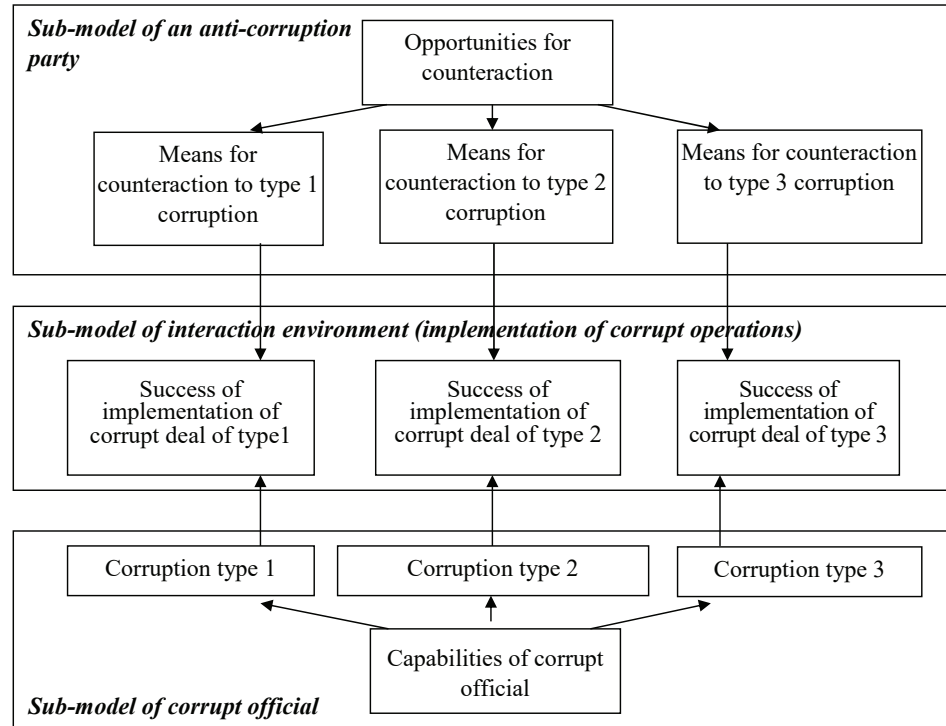 Sub-model of an anti-corruption
party
Opportunities for
counteraction
Means for
counteraction to type 1
corruption
Means for
counteraction to type 2
corruption
Means for counteraction
to type 3 corruption
Sub-model of interaction environment (implementation of corrupt operations)
Success of
implementation of
corrupt deal of type1
Success of
implementation of
corrupt deal of type 2
Success of
implementation of
corrupt deal of type 3
Corruption type 1
Corruption type 2
Corruption type 3
Capabilities of corrupt
official
Sub-model of corrupt official